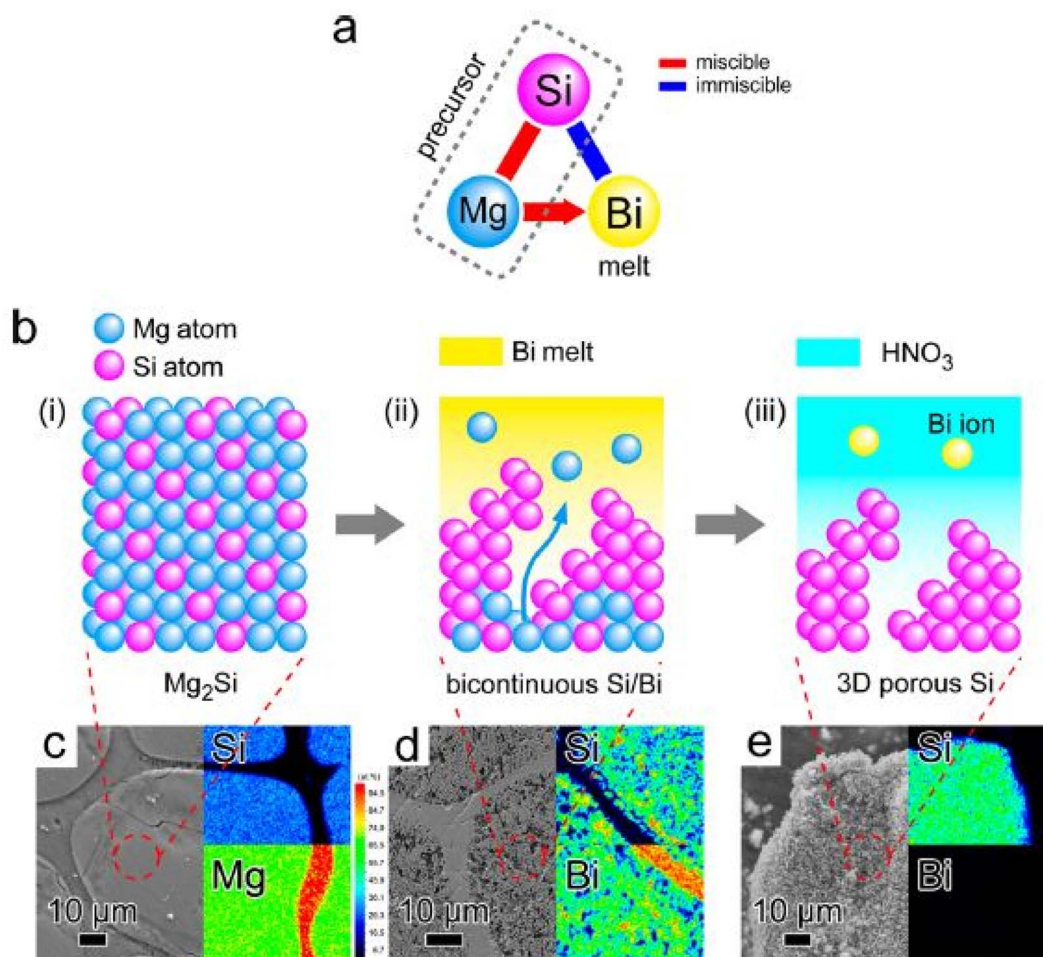 a
precursor
Si
Mg
Bi
melt
miscible
immiscible
b
Mg atom
Si atom
Bi melt
HNO₃
(i)
(ii)
(iii)
Bi ion
Mg₂Si
bicontinuous Si/Bi
3D porous Si
c
Si
Mg
10 μm
d
Si
Bi
10 μm
e
Si
Bi
10 μm